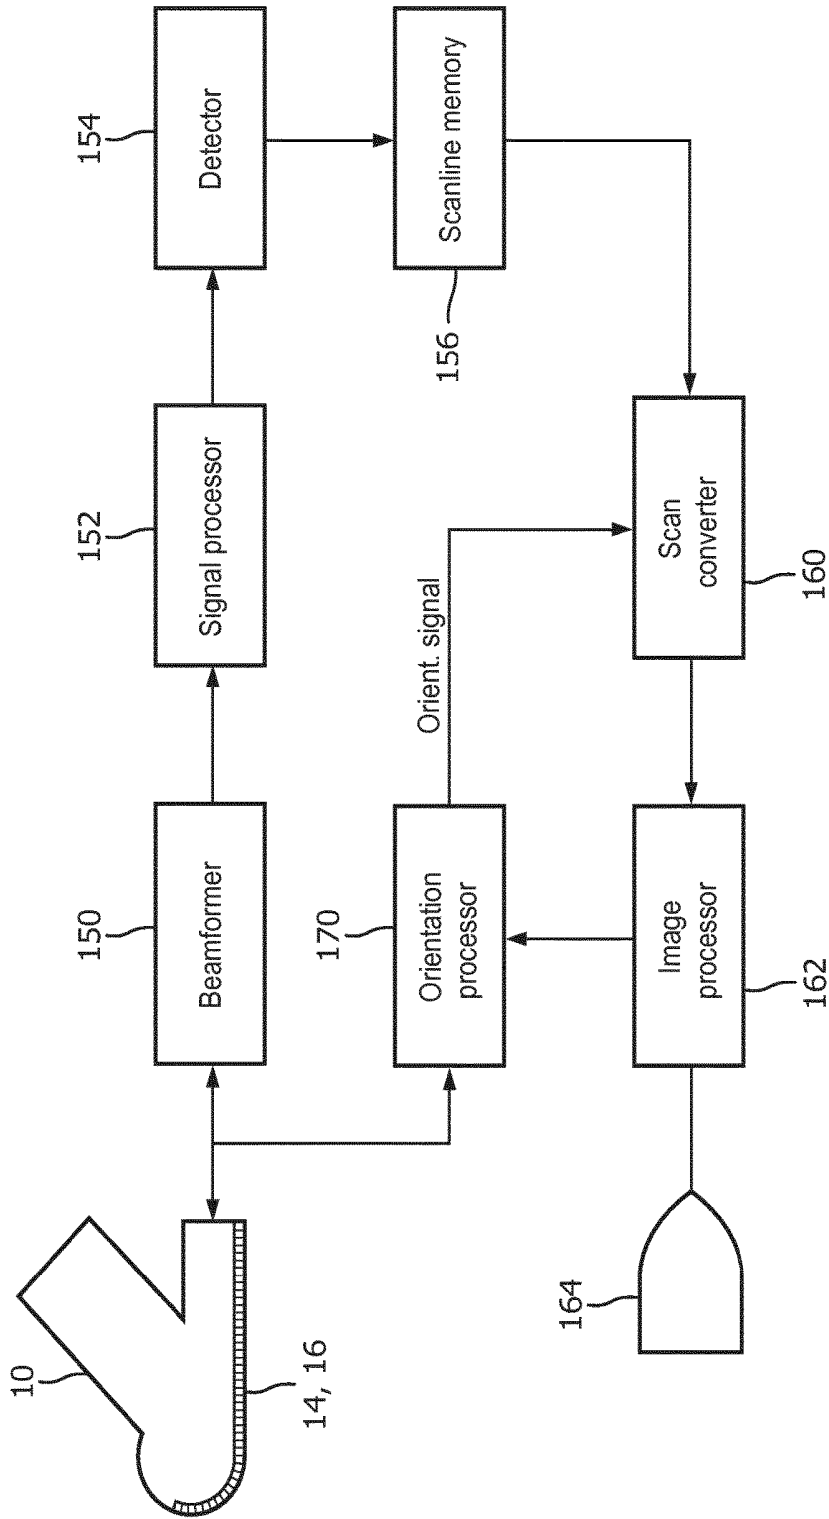 10
14, 16
150
Beamformer
152
Signal processor
154
Detector
170
Orientation
processor
Orient. signal
156
Scanline memory
164
162
Image
processor
160
Scan
converter